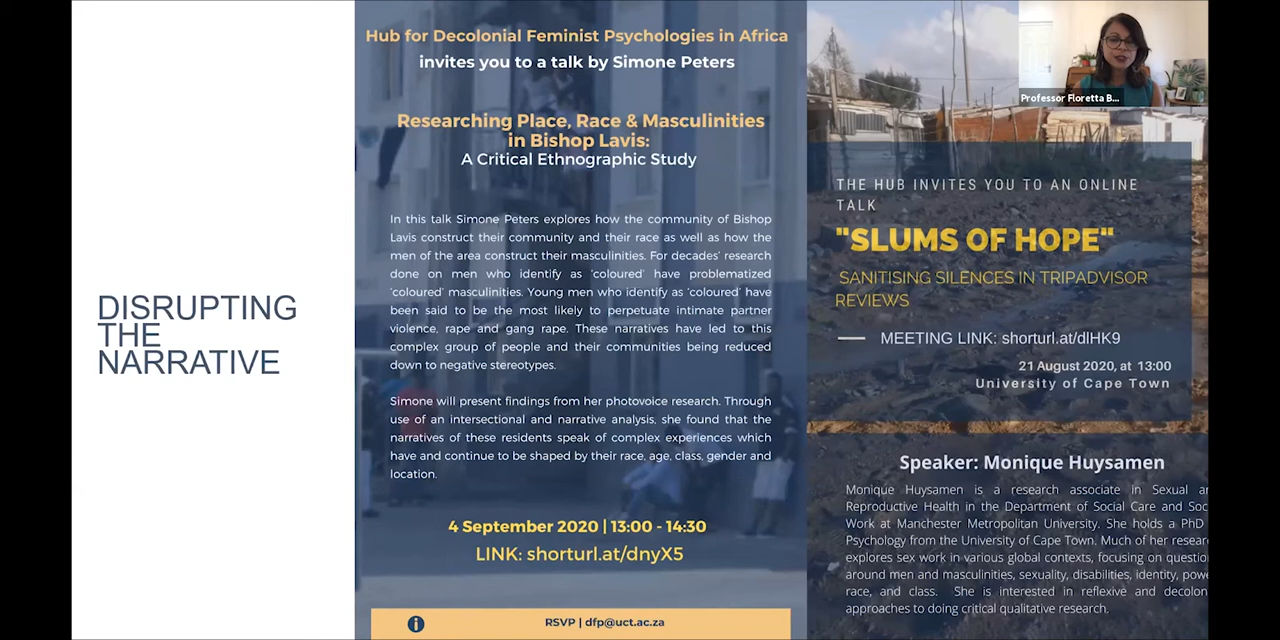 DISRUPTING
THE
NARRATIVE
Hub for Decolonial Feminist Psychologies in Africa
invites you to a talk by Simone Peters
Researching Place, Race & Masculinities
in Bishop Lavis:
A Critical Ethnographic Study
In this talk Simone Peters explores how the community of Bishop
Lavis construct their community and their race as well as how the
men of the area construct their masculinities. For decades' research
done on men who identify as 'coloured' have problematized
'coloured' masculinities. Young men who identify as 'coloured' have
been said to be the most likely to perpetuate intimate partner
violence, rape and gang rape. These narratives have led to this
complex group of people and their communities being reduced
down to negative stereotypes.
Simone will present findings from her photovoice research. Through
use of an intersectional and narrative analysis, she found that the
narratives of these residents speak of complex experiences which
have and continue to be shaped by their race, age, class, gender and
location.
4 September 2020 | 13:00 - 14:30
LINK: shorturl.at/dnyX5
RSVP | dfp@uct.ac.za
Professor Floretta B...
THE HUB INVITES YOU TO AN ONLINE
TALK
"SLUMS OF HOPE"
SANITISING SILENCES IN TRIPADVISOR
REVIEWS
MEETING LINK: shorturl.at/dlHK9
21 August 2020, at 13:00
University of Cape Town
Speaker: Monique Huysamen
Monique Huysamen is a research associate in Sexual
Reproductive Health in the Department of Social Care and
Work at Manchester Metropolitan University. She holds a PhD
Psychology from the University of Cape Town. Much of her
explores sex work in various global contexts, focusing on
around men and masculinities, sexuality, disabilities, identity,
race, and class. She is interested in reflexive and
approaches to doing critical qualitative research.